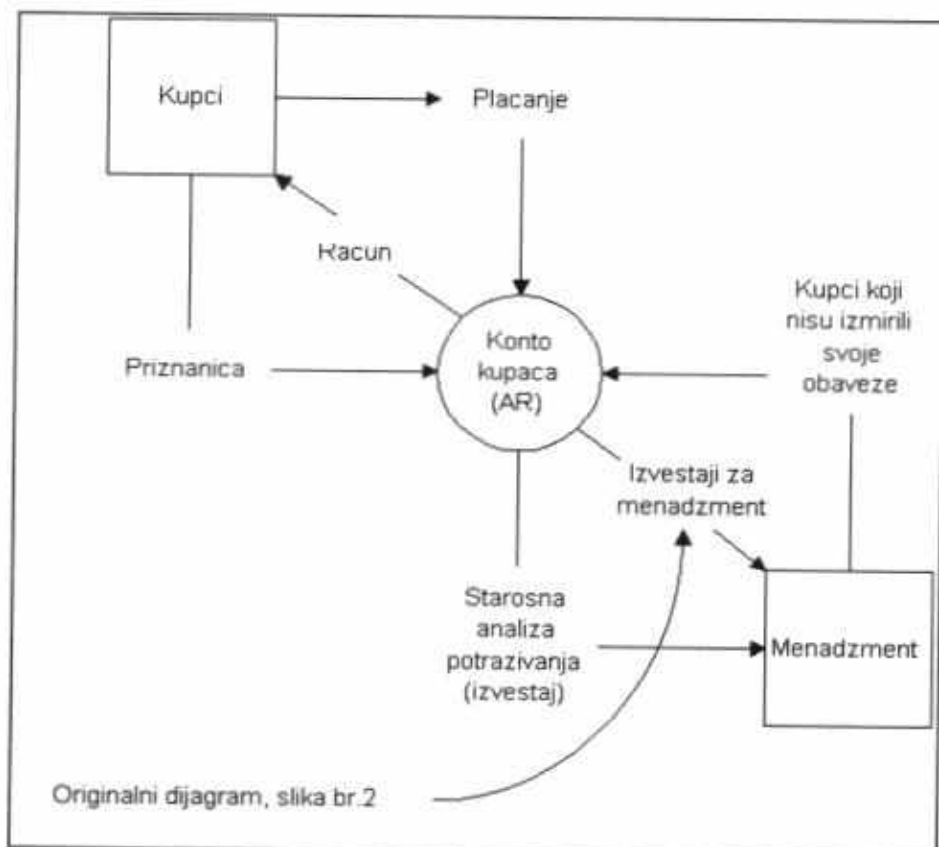 Kupci
Placanje
Racun
Priznanica
Konto
kupaca
(AR)
Kupci koji
nisu izmirili
svoje
obaveze
Izvestaji za
menadzment
Starosna
analiza
potrazivanja
(izvestaj)
Menadzment
Originalni dijagram, slika br.2